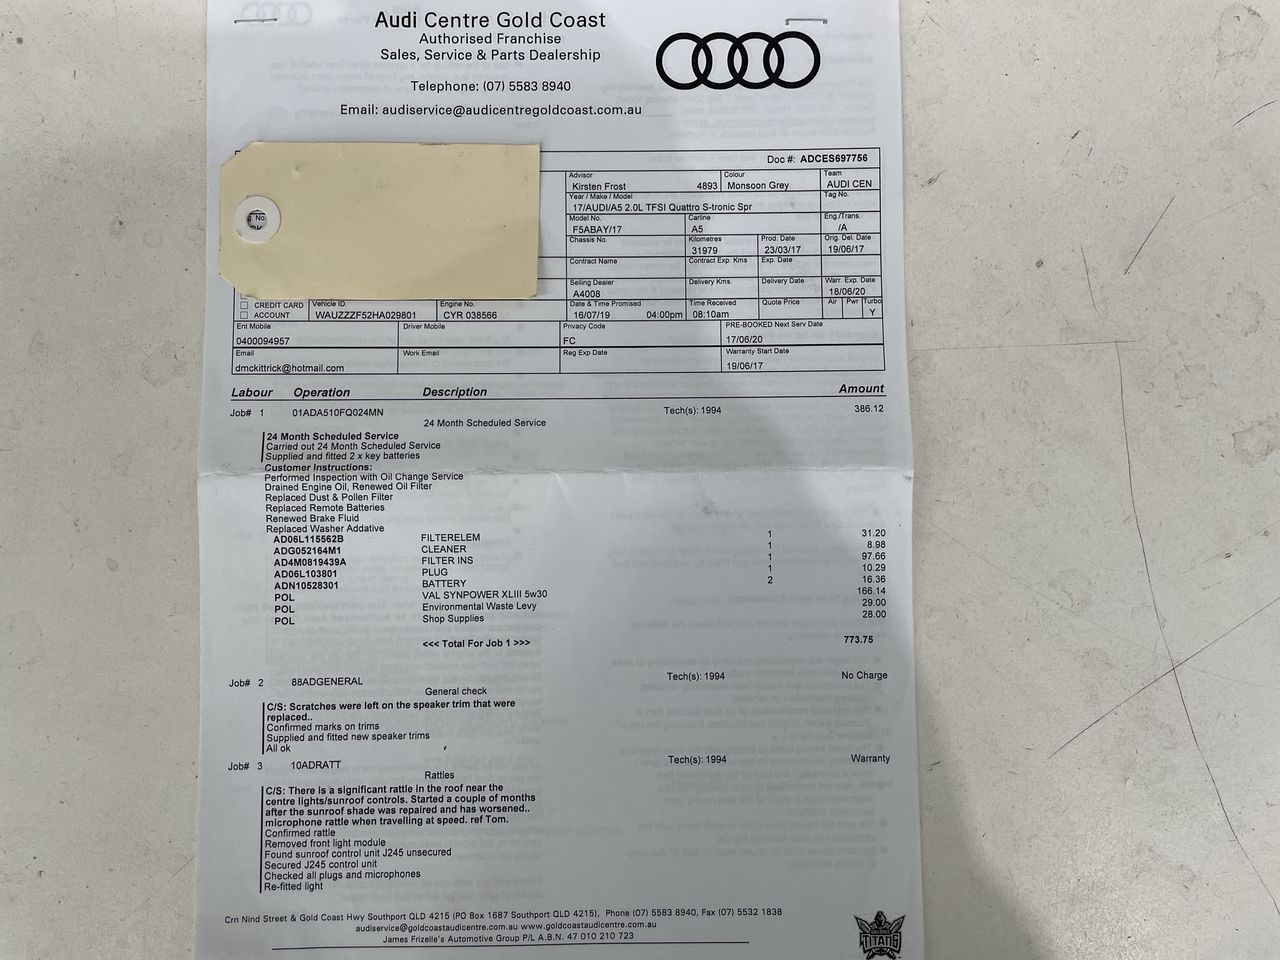 Audi Centre Gold Coast
Authorised Franchise
Sales, Service & Parts Dealership
Telephone: (07) 5583 8940
Email: audiservice@audicentregoldcoast.com.au
Doc #: ADCES697756
Advisor Colour Team
Kirsten Frost 4893 Monsoon Grey AUDI CEN
Year / Make / Model Tag No.
17/AUDI/A5 2.0L TFSI Quattro S-tronic Spr
Model No. Carline Eng./Trans.
F5ABAY/17 A5 /A
Chassis No. Kilometres Prod. Date Orig. Del. Date
31979 23/03/17 19/06/17
Contract Name Contract Exp. Kms Exp. Date
Selling Dealer Delivery Kms. Delivery Date Warr. Exp. Date
A4008 18/06/20
CREDIT CARD Vehicle ID. Engine No. Date & Time Promised Time Received Quote Price Air Pwr Turbo
ACCOUNT WAUZZZF52HA029801 CYR 038566 16/07/19 04:00pm 08:10am Y
Ent Mobile Driver Mobile Privacy Code PRE-BOOKED Next Serv Date
0400094957 FC 17/06/20
Email Work Email Reg Exp Date Warranty Start Date
dmckittrick@hotmail.com 19/06/17
Labour Operation Description Amount
Job# 1 01ADA510FQ024MN Tech(s): 1994 386.12
24 Month Scheduled Service
24 Month Scheduled Service
Carried out 24 Month Scheduled Service
Supplied and fitted 2 x key batteries
Customer Instructions:
Performed Inspection with Oil Change Service
Drained Engine Oil, Renewed Oil Filter
Replaced Dust & Pollen Filter
Replaced Remote Batteries
Renewed Brake Fluid
Replaced Washer Addative
AD06L115562B FILTERELEM 1 31.20
ADG052164M1 CLEANER 1 8.98
AD4M0819439A FILTER INS 1 97.66
AD06L103801 PLUG 1 10.29
ADN10528301 BATTERY 2 16.36
POL VAL SYNPOWER XLIII 5w30 166.14
POL Environmental Waste Levy 29.00
POL Shop Supplies 28.00
<<< Total For Job 1 >>> 773.75
Job# 2 88ADGENERAL Tech(s): 1994 No Charge
General check
C/S: Scratches were left on the speaker trim that were
replaced..
Confirmed marks on trims
Supplied and fitted new speaker trims
All ok
Job# 3 10ADRATT Tech(s): 1994 Warranty
Rattles
C/S: There is a significant rattle in the roof near the
centre lights/sunroof controls. Started a couple of months
after the sunroof shade was repaired and has worsened..
microphone rattle when travelling at speed. ref Tom.
Confirmed rattle
Removed front light module
Found sunroof control unit J245 unsecured
Secured J245 control unit
Checked all plugs and microphones
Re-fitted light
Crn Nind Street & Gold Coast Hwy Southport QLD 4215 (PO Box 1687 Southport QLD 4215), Phone (07) 5583 8940, Fax (07) 5532 1838
audiservice@goldcoastaudicentre.com.au www.goldcoastaudicentre.com.au
James Frizelle's Automotive Group P/L A.B.N. 47 010 210 723
TITANS